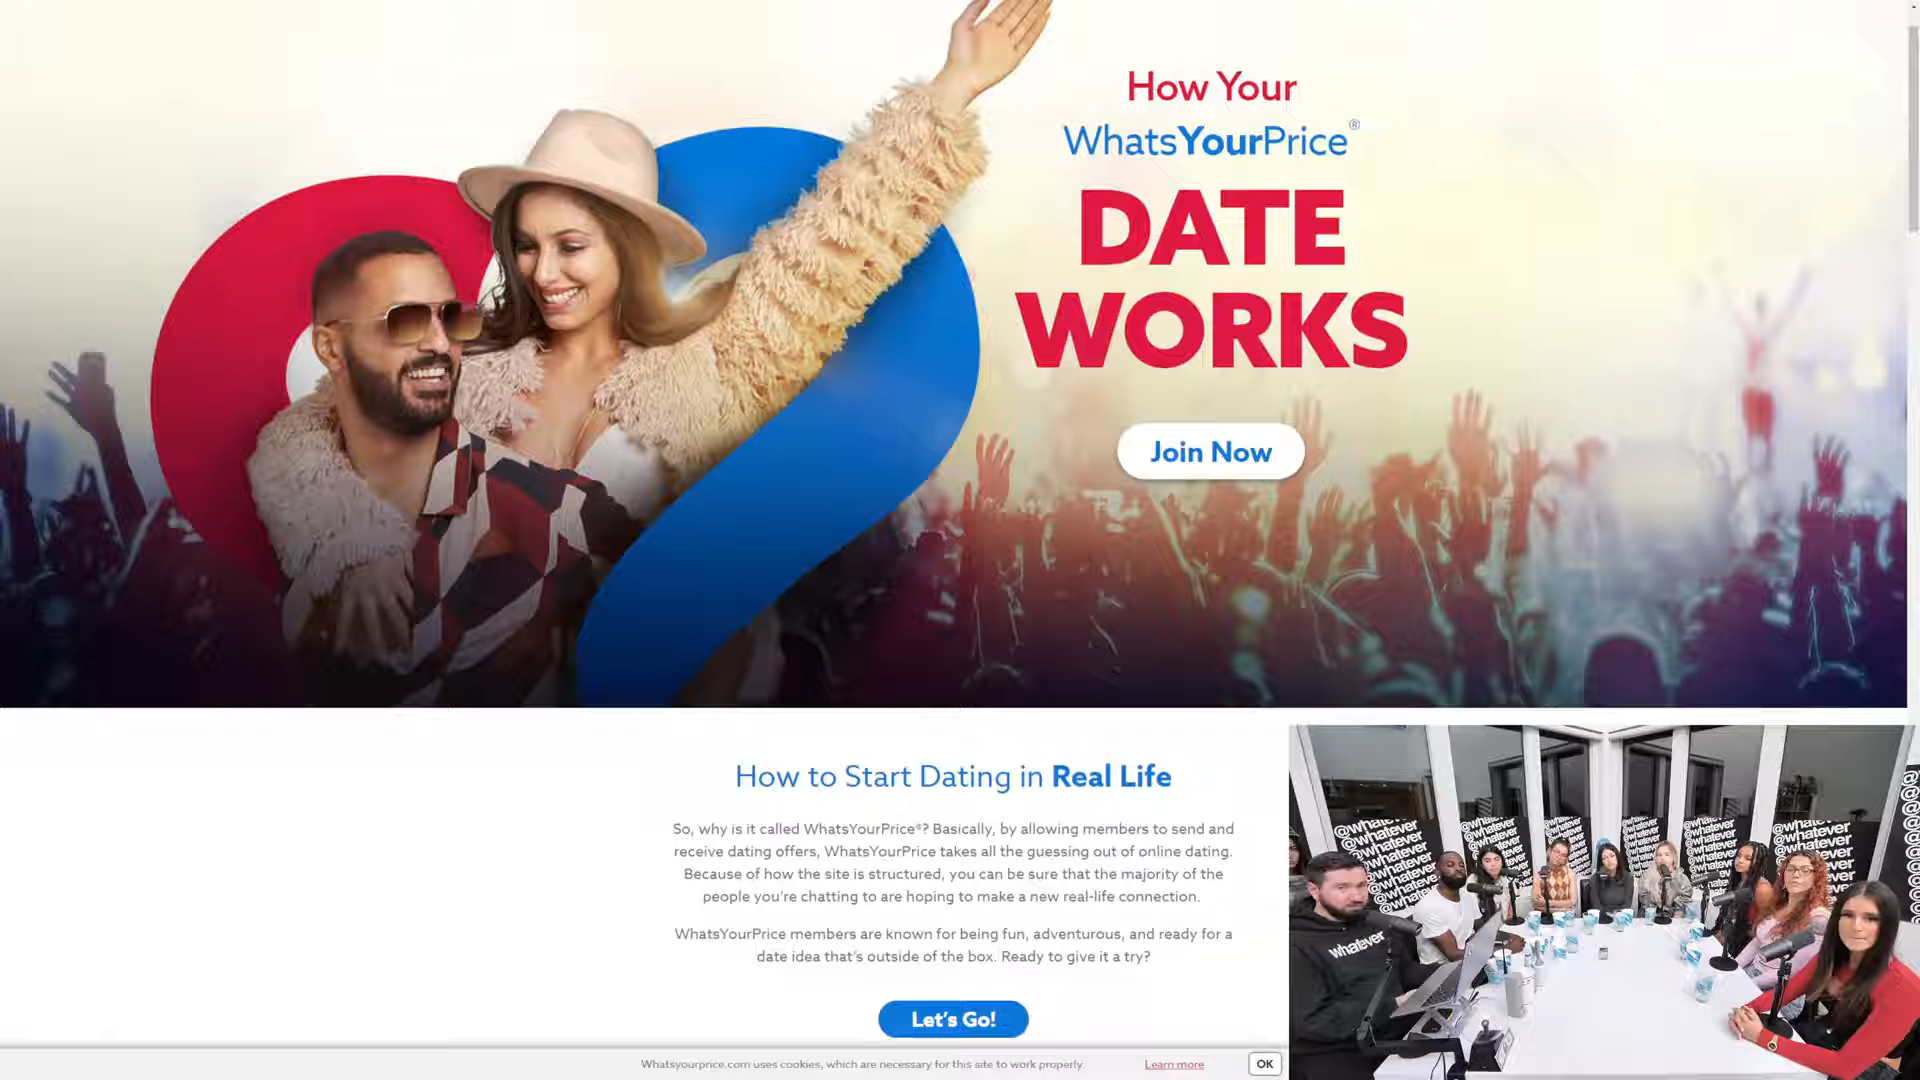 How Your
WhatsYourPrice®
DATE
WORKS
Join Now
How to Start Dating in Real Life
So, why is it called WhatsYourPrice®? Basically, by allowing members to send and
receive dating offers, WhatsYourPrice takes all the guessing out of online dating.
Because of how the site is structured, you can be sure that the majority of the
people you're chatting to are hoping to make a new real-life connection.
WhatsYourPrice members are known for being fun, adventurous, and ready for a
date idea that's outside of the box. Ready to give it a try?
Let's Go!
Whatsyourprice.com uses cookies, which are necessary for this site to work properly.
Learn more
OK
@whatever
@whatever
@whatever
@whatever
whatever